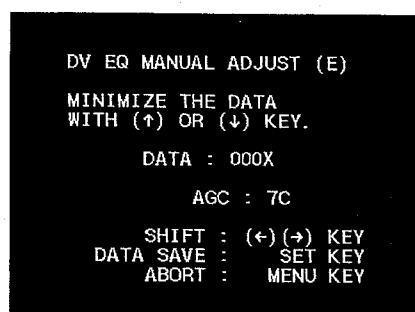 DV EQ MANUAL ADJUST (E)
MINIMIZE THE DATA
WITH (↑) OR (↓) KEY.
DATA : 000X
AGC : 7C
SHIFT : (←)(→) KEY
DATA SAVE : SET KEY
ABORT : MENU KEY